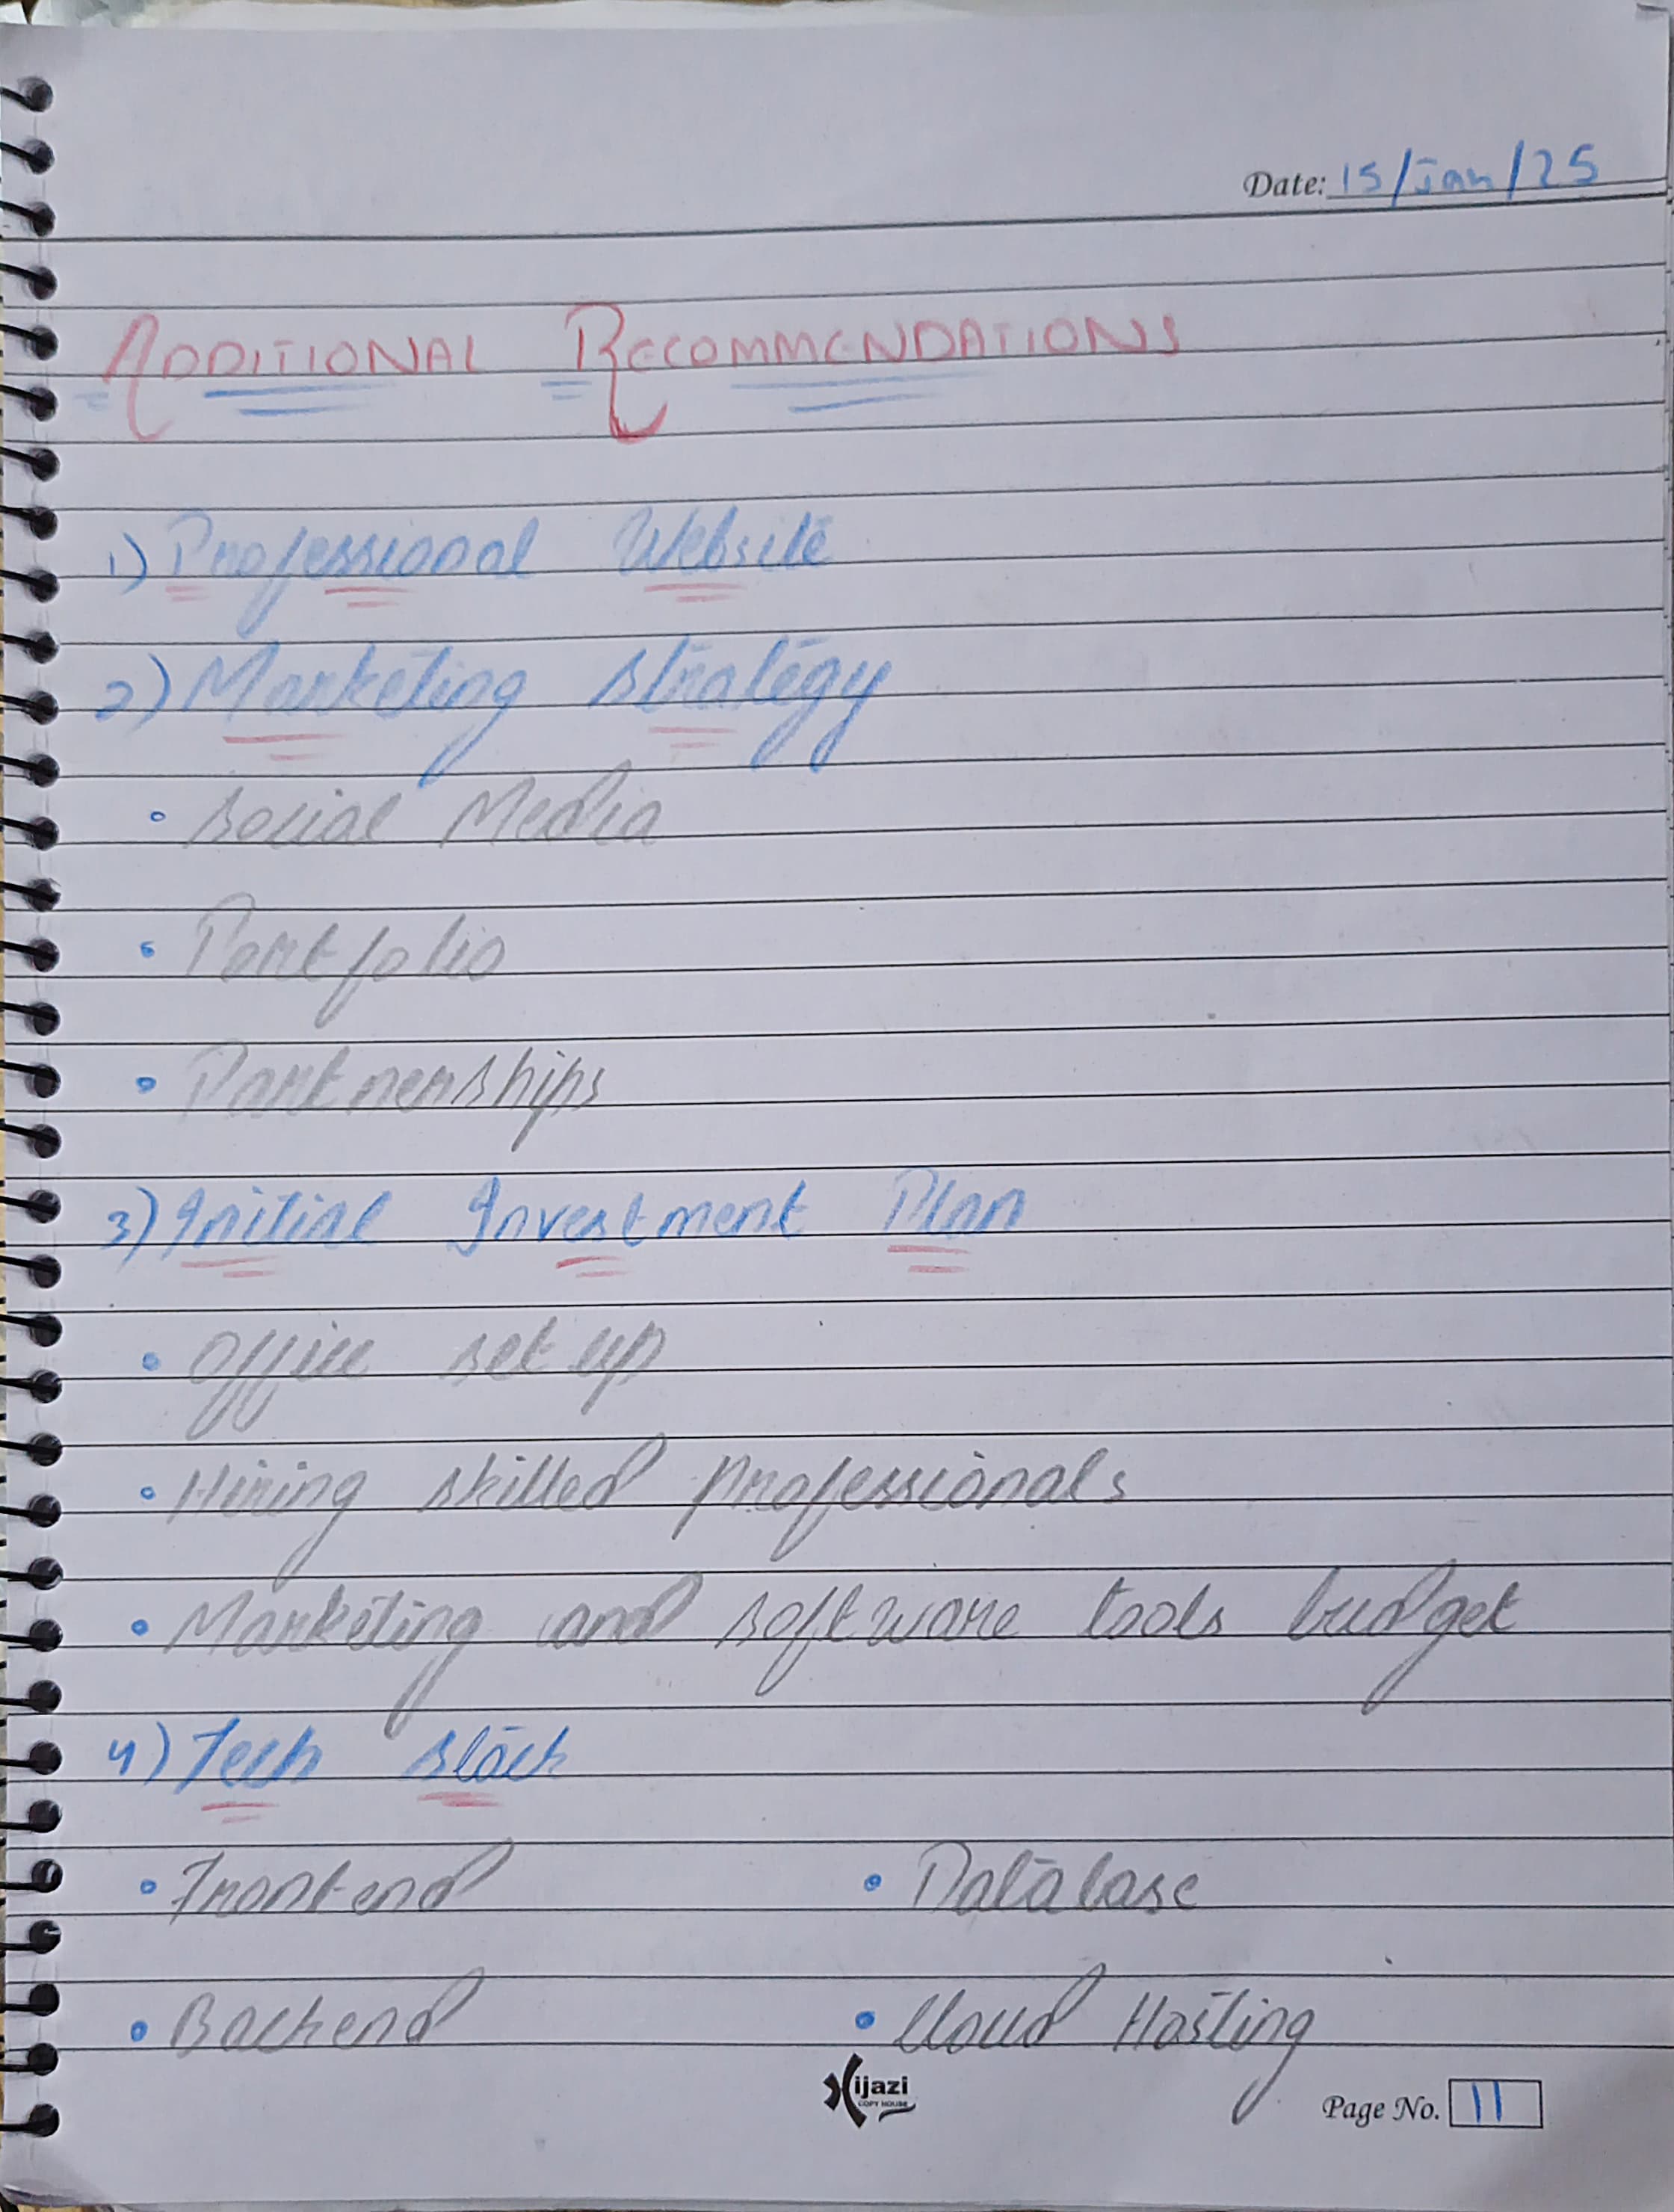 Date: 15/Jan/25
ADDITIONAL RECOMMENDATIONS
1) Professional Website
2) Marketing Strategy
• Social Media
• Portfolio
• Partnerships
3) Initial Investment Plan
• Office set up
• Hiring skilled professionals
• Marketing and software tools budget
4) Tech Stack
• Frontend • Database
• Backend • Cloud Hosting
Hijazi
COPY HOUSE
Page No. 11